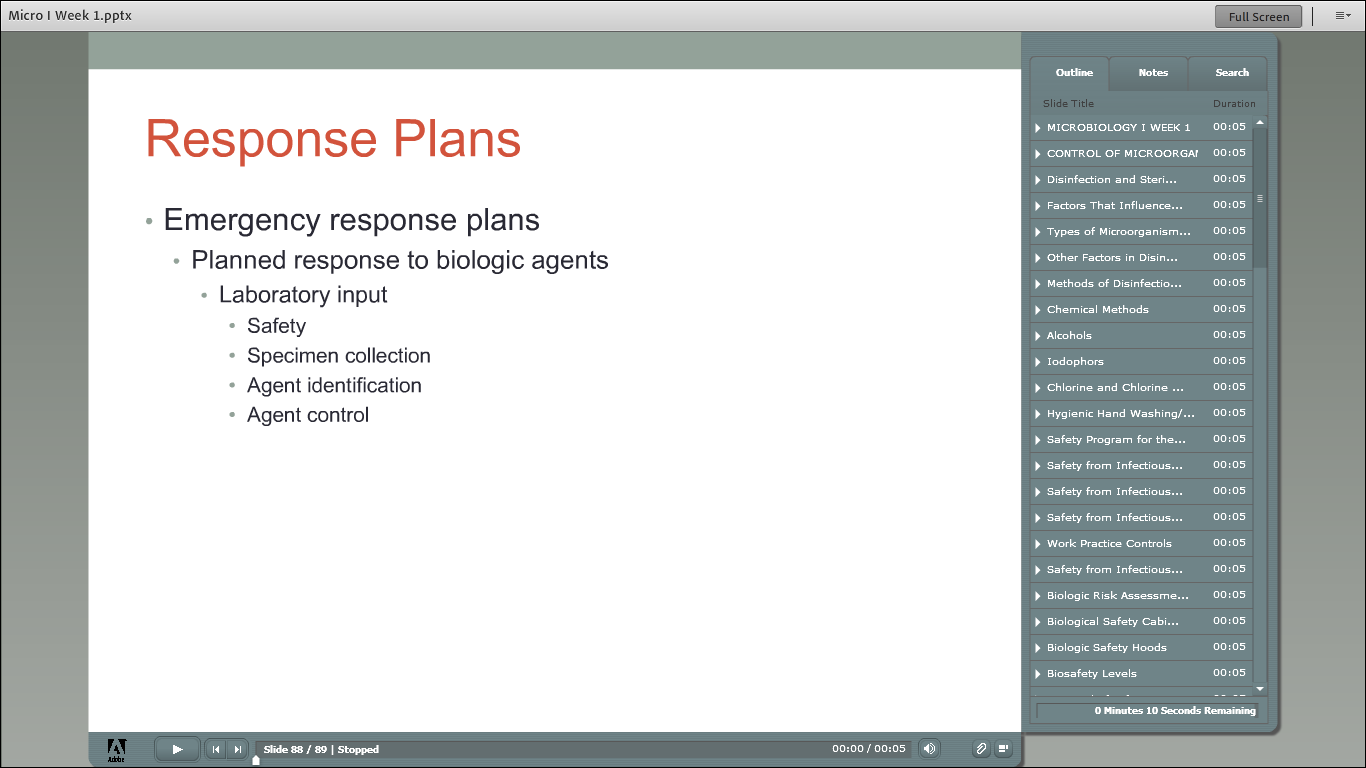 Micro I Week 1.pptx
Full Screen
Response Plans
• Emergency response plans
• Planned response to biologic agents
• Laboratory input
• Safety
• Specimen collection
• Agent identification
• Agent control
Outline Notes Search
Slide Title Duration
MICROBIOLOGY I WEEK 1 00:05
CONTROL OF MICROORGAN 00:05
Disinfection and Steri... 00:05
Factors That Influence... 00:05
Types of Microorganism... 00:05
Other Factors in Disin... 00:05
Methods of Disinfectio... 00:05
Chemical Methods 00:05
Alcohols 00:05
Iodophors 00:05
Chlorine and Chlorine ... 00:05
Hygienic Hand Washing/... 00:05
Safety Program for the... 00:05
Safety from Infectious... 00:05
Safety from Infectious... 00:05
Safety from Infectious... 00:05
Work Practice Controls 00:05
Safety from Infectious... 00:05
Biologic Risk Assessme... 00:05
Biological Safety Cabi... 00:05
Biologic Safety Hoods 00:05
Biosafety Levels 00:05
0 Minutes 10 Seconds Remaining
Adobe
Slide 88 / 89 | Stopped
00:00 / 00:05